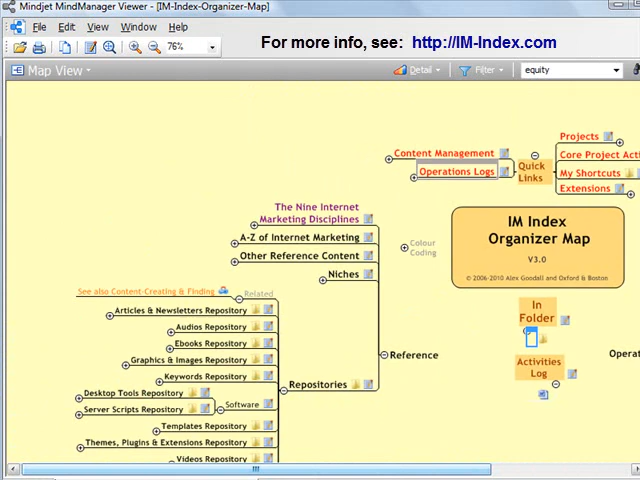 Mindjet MindManager Viewer - [IM-Index-Organizer-Map]
File View Window Help
76%
For more info, see: http://IM-Index.com
Map View
Detail
Filter
equity
Content Management
Operations Logs
Quick
Links
Projects
Core Project Acti
My Shortcuts
Extensions
The Nine Internet
Marketing Disciplines
A-Z of Internet Marketing
Other Reference Content
Niches
Colour
Coding
IM Index
Organizer Map
V3.0
© 2006-2010 Alex Goodall and Oxford & Boston
See also Content-Creating & Finding
Related
Articles & Newsletters Repository
Audios Repository
Ebooks Repository
Graphics & Images Repository
Keywords Repository
Desktop Tools Repository
Server Scripts Repository
Software
Templates Repository
Themes, Plugins & Extensions Repository
Videos Repository
Repositories
Reference
In
Folder
Activities
Log
Operat